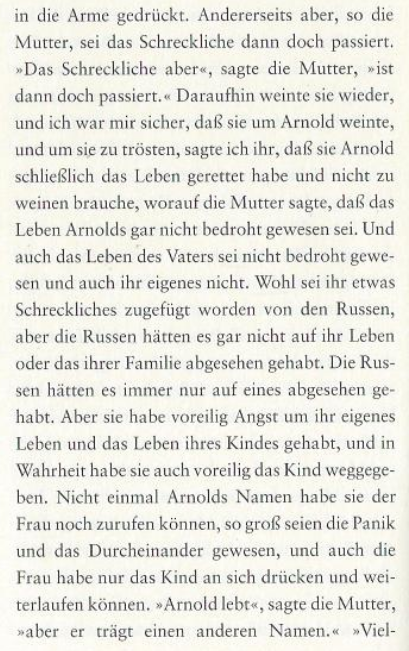 in die Arme gedrückt. Andererseits aber, so die
Mutter, sei das Schreckliche dann doch passiert.
»Das Schreckliche aber«, sagte die Mutter, »ist
dann doch passiert.« Daraufhin weinte sie wieder,
und ich war mir sicher, daß sie um Arnold weinte,
und um sie zu trösten, sagte ich ihr, daß sie Arnold
schließlich das Leben gerettet habe und nicht zu
weinen brauche, worauf die Mutter sagte, daß das
Leben Arnolds gar nicht bedroht gewesen sei. Und
auch das Leben des Vaters sei nicht bedroht gewe-
sen und auch ihr eigenes nicht. Wohl sei ihr etwas
Schreckliches zugefügt worden von den Russen,
aber die Russen hätten es gar nicht auf ihr Leben
oder das ihrer Familie abgesehen gehabt. Die Rus-
sen hätten es immer nur auf eines abgesehen ge-
habt. Aber sie habe voreilig Angst um ihr eigenes
Leben und das Leben ihres Kindes gehabt, und in
Wahrheit habe sie auch voreilig das Kind weggege-
ben. Nicht einmal Arnolds Namen habe sie der
Frau noch zurufen können, so groß seien die Panik
und das Durcheinander gewesen, und auch die
Frau habe nur das Kind an sich drücken und wei-
terlaufen können. »Arnold lebt«, sagte die Mutter,
»aber er trägt einen anderen Namen.« »Viel-